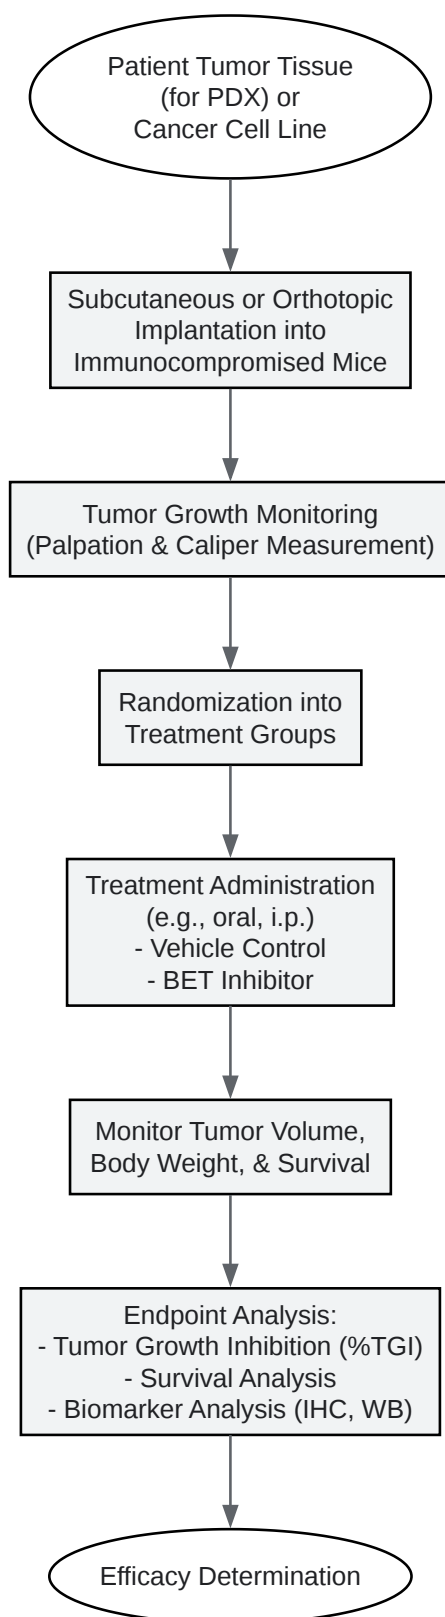 Patient Tumor Tissue
(for PDX) or
Cancer Cell Line
Subcutaneous or Orthotopic
Implantation into
Immunocompromised Mice
Tumor Growth Monitoring
(Palpation & Caliper Measurement)
Randomization into
Treatment Groups
Treatment Administration
(e.g., oral, i.p.)
- Vehicle Control
- BET Inhibitor
Monitor Tumor Volume,
Body Weight, & Survival
Endpoint Analysis:
- Tumor Growth Inhibition (%TGI)
- Survival Analysis
- Biomarker Analysis (IHC, WB)
Efficacy Determination